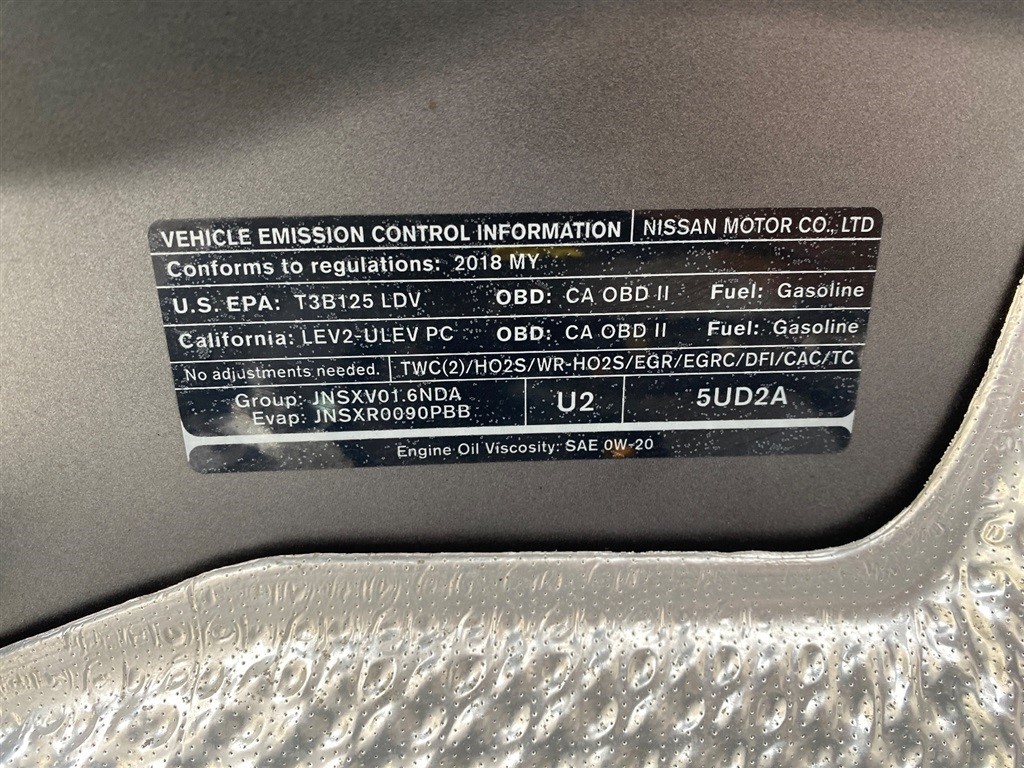 VEHICLE EMISSION CONTROL INFORMATION NISSAN MOTOR CO., LTD
Conforms to regulations: 2018 MY
U.S. EPA: T3B125 LDV OBD: CA OBD II Fuel: Gasoline
California: LEV2-ULEV PC OBD: CA OBD II Fuel: Gasoline
No adjustments needed. TWC(2)/HO2S/WR-HO2S/EGR/EGRC/DFI/CAC/TC
Group: JNSXV01.6NDA
Evap: JNSXR0090PBB
U2
5UD2A
Engine Oil Viscosity: SAE 0W-20